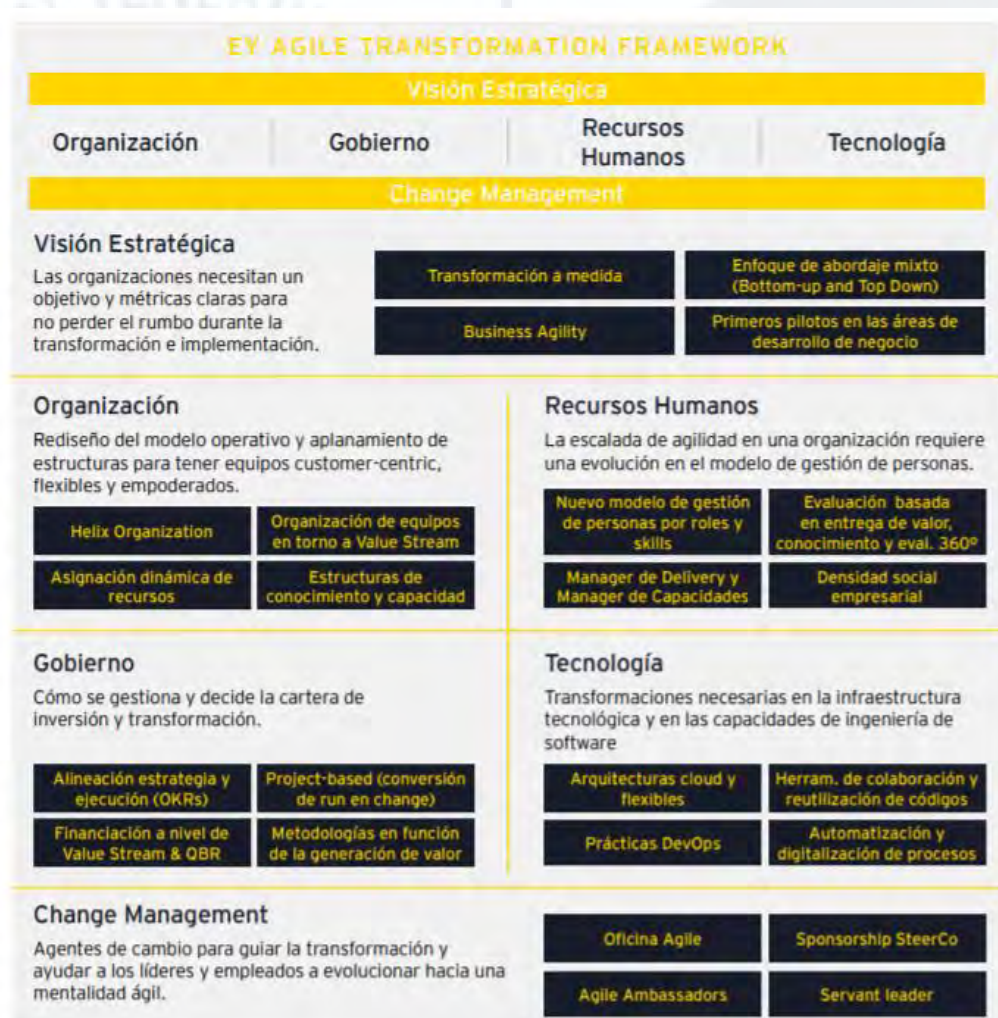 EY AGILE TRANSFORMATION FRAMEWORK
Visión Estratégica
Organización
Gobierno
Recursos
Humanos
Tecnología
Change Management
Visión Estratégica
Las organizaciones necesitan un
objetivo y métricas claras para
no perder el rumbo durante la
transformación e implementación.
Transformación a medida
Enfoque de abordaje mixto
(Bottom-up and Top Down)
Business Agility
Primeros pilotos en las áreas de
desarrollo de negocio
Organización
Rediseño del modelo operativo y aplanamiento de
estructuras para tener equipos customer-centric,
flexibles y empoderados.
Helix Organization
Organización de equipos
en torno a Value Stream
Asignación dinámica de
recursos
Estructuras de
conocimiento y capacidad
Recursos Humanos
La escalada de agilidad en una organización requiere
una evolución en el modelo de gestión de personas.
Nuevo modelo de gestión
de personas por roles y
skills
Evaluación basada
en entrega de valor,
conocimiento y eval. 360º
Manager de Delivery y
Manager de Capacidades
Densidad social
empresarial
Gobierno
Cómo se gestiona y decide la cartera de
inversión y transformación.
Alineación estrategia y
ejecución (OKRs)
Project-based (conversión
de run en change)
Financiación a nivel de
Value Stream & QBR
Metodologías en función
de la generación de valor
Tecnología
Transformaciones necesarias en la infraestructura
tecnológica y en las capacidades de ingeniería de
software
Arquitecturas cloud y
flexibles
Herram. de colaboración y
reutilización de códigos
Prácticas DevOps
Automatización y
digitalización de procesos
Change Management
Agentes de cambio para guiar la transformación y
ayudar a los líderes y empleados a evolucionar hacia una
mentalidad ágil.
Oficina Agile
Sponsorship SteerCo
Agile Ambassadors
Servant leader